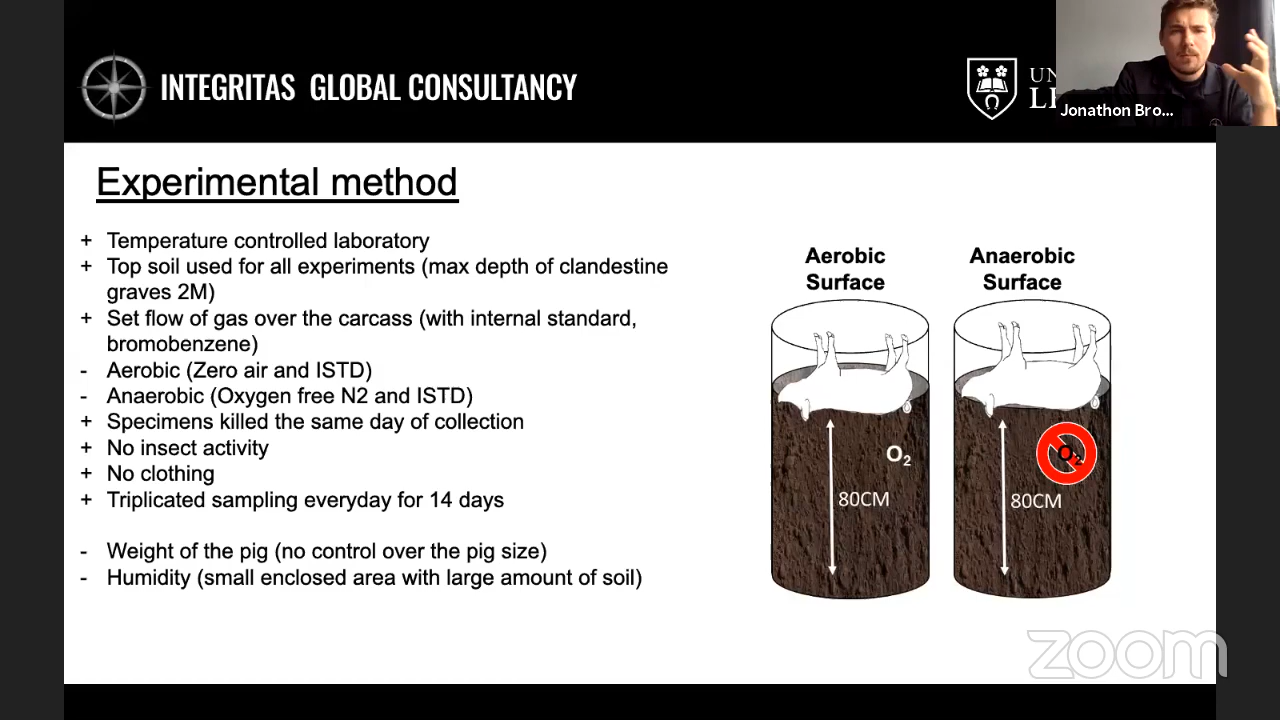 INTEGRITAS GLOBAL CONSULTANCY
Jonathon Bro...
Experimental method
+ Temperature controlled laboratory
+ Top soil used for all experiments (max depth of clandestine
graves 2M)
+ Set flow of gas over the carcass (with internal standard,
bromobenzene)
- Aerobic (Zero air and ISTD)
- Anaerobic (Oxygen free N2 and ISTD)
+ Specimens killed the same day of collection
+ No insect activity
+ No clothing
+ Triplicated sampling everyday for 14 days
- Weight of the pig (no control over the pig size)
- Humidity (small enclosed area with large amount of soil)
Aerobic
Surface
O₂
80CM
Anaerobic
Surface
O₂
80CM
zoom